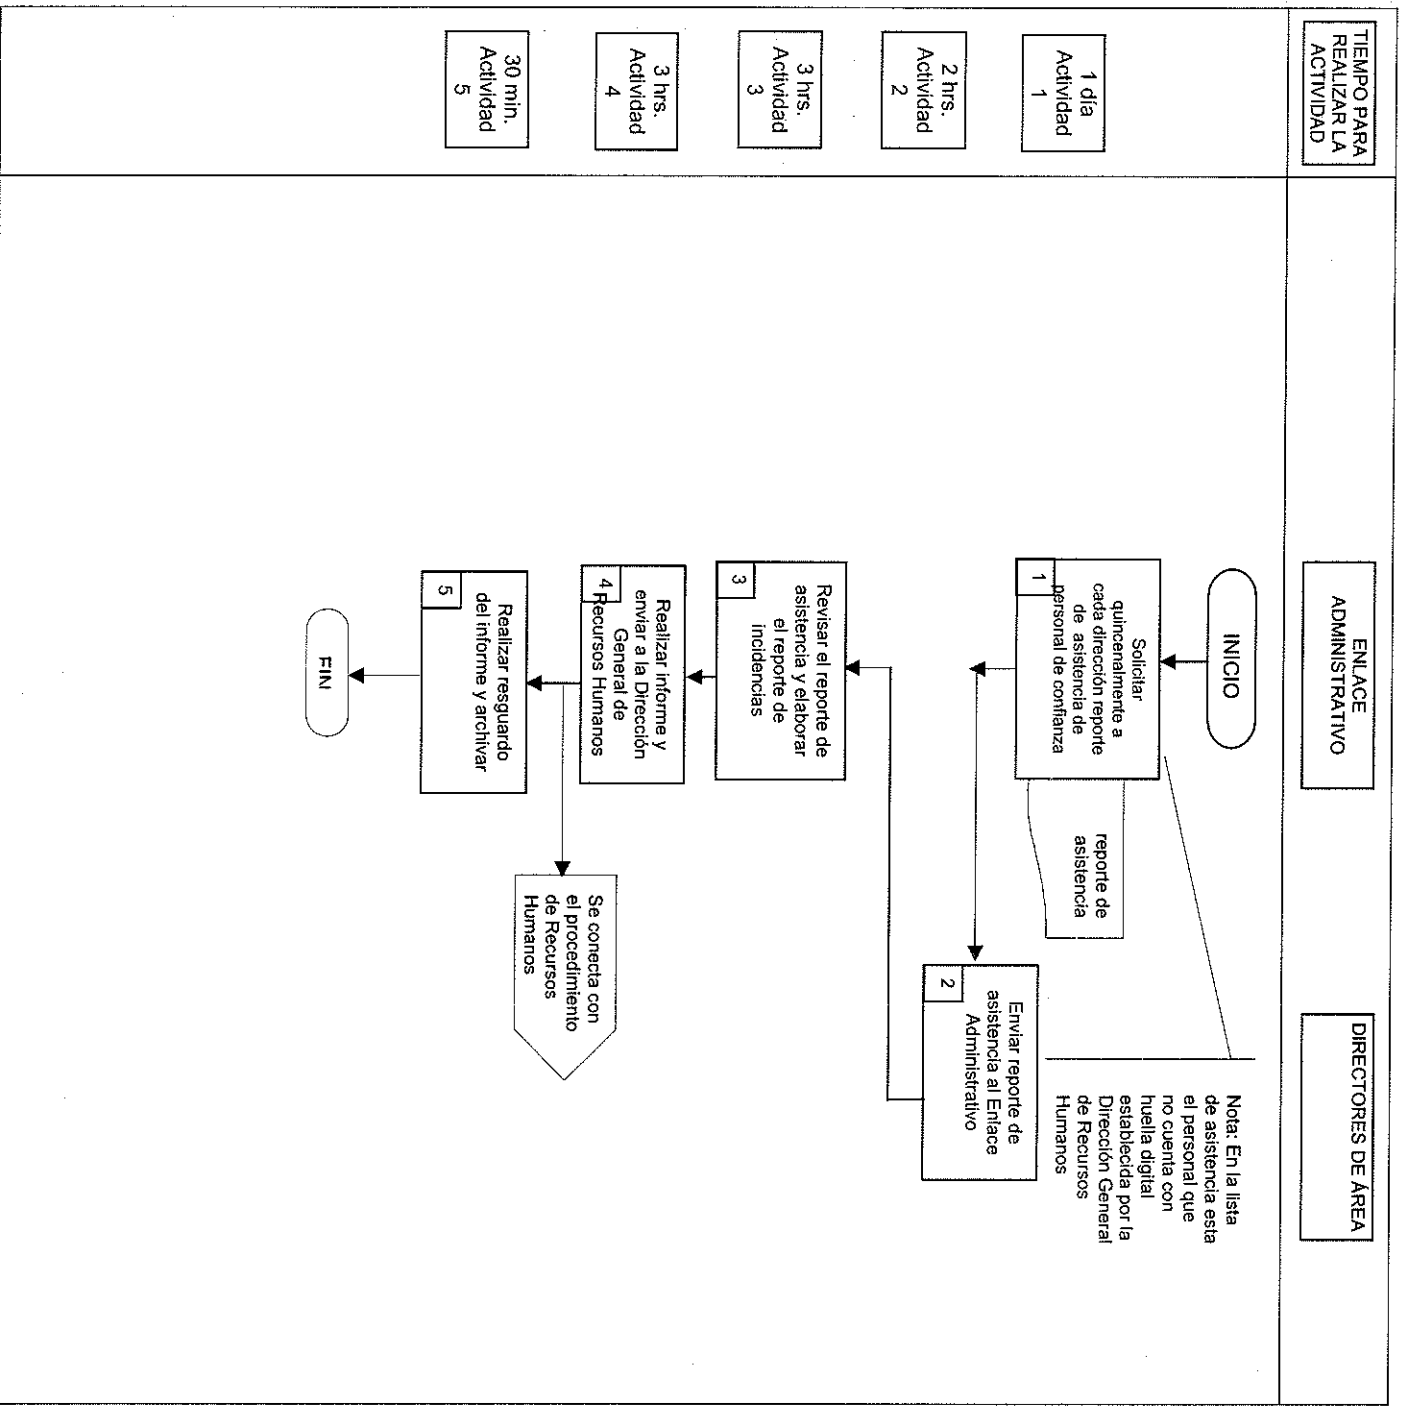 TIEMPO PARA
REALIZAR LA
ACTIVIDAD
ENLACE
ADMINISTRATIVO
DIRECTORES DE ÁREA
1 día
Actividad
1
2 hrs.
Actividad
2
3 hrs.
Actividad
3
3 hrs.
Actividad
4
30 min.
Actividad
5
INICIO
Solicitar
quincenalmente a
cada dirección reporte
de asistencia de
personal de confianza
1
reporte de
asistencia
Nota: En la lista
de asistencia esta
el personal que
no cuenta con
huella digital
establecida por la
Dirección General
de Recursos
Humanos
Enviar reporte de
asistencia al Enlace
Administrativo
2
Revisar el reporte de
asistencia y elaborar
el reporte de
incidencias
3
Realizar informe y
enviar a la Dirección
General de
Recursos Humanos
4
Se conecta con
el procedimiento
de Recursos
Humanos
Realizar resguardo
del informe y archivar
5
FIN